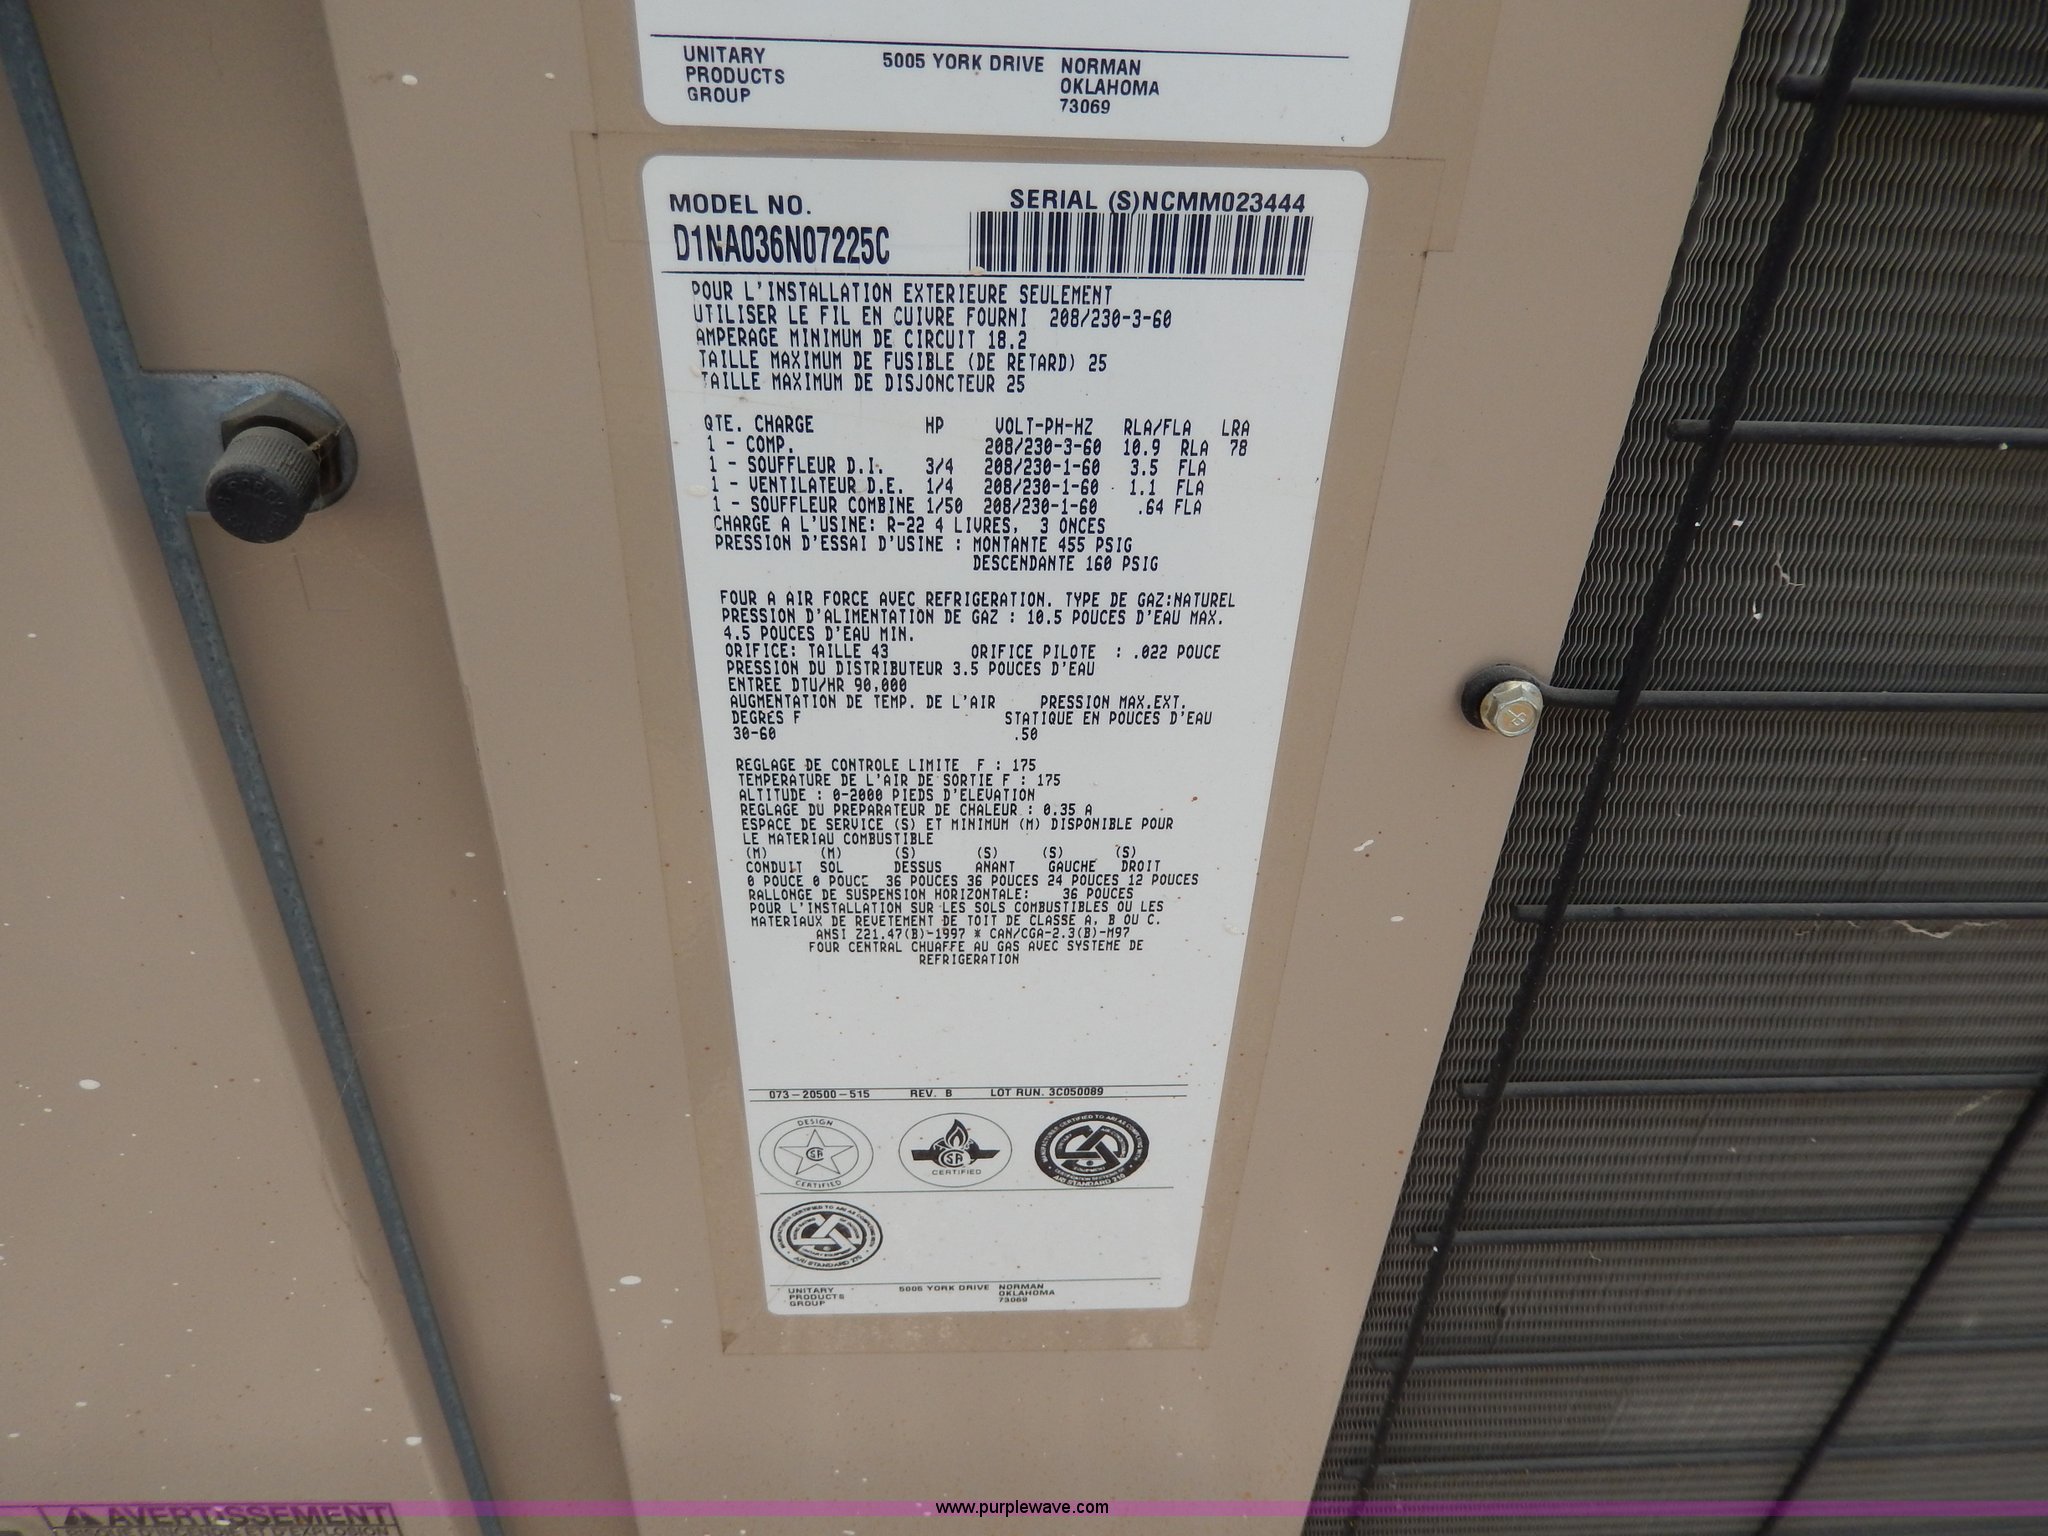 UNITARY PRODUCTS GROUP
5005 YORK DRIVE
NORMAN OKLAHOMA 73069
MODEL NO. SERIAL (S)NCMM023444
D1NA036N07225C
POUR L'INSTALLATION EXTERIEURE SEULEMENT
UTILISER LE FIL EN CUIVRE FOURNI 208/230-3-60
AMPERAGE MINIMUM DE CIRCUIT 18.2
TAILLE MAXIMUM DE FUSIBLE (DE RETARD) 25
TAILLE MAXIMUM DE DISJONCTEUR 25
QTE. CHARGE HP VOLT-PH-HZ RLA/FLA LRA
1 - COMP. 208/230-3-60 10.9 RLA 78
1 - SOUFFLEUR D.I. 3/4 208/230-1-60 3.5 FLA
1 - VENTILATEUR D.E. 1/4 208/230-1-60 1.1 FLA
1 - SOUFFLEUR COMBINE 1/50 208/230-1-60 .64 FLA
CHARGE A L'USINE: R-22 4 LIVRES, 3 ONCES
PRESSION D'ESSAI D'USINE : MONTANTE 455 PSIG
DESCENDANTE 160 PSIG
FOUR A AIR FORCE AVEC REFRIGERATION. TYPE DE GAZ:NATUREL
PRESSION D'ALIMENTATION DE GAZ : 10.5 POUCES D'EAU MAX.
4.5 POUCES D'EAU MIN.
ORIFICE: TAILLE 43 ORIFICE PILOTE : .022 POUCE
PRESSION DU DISTRIBUTEUR 3.5 POUCES D'EAU
ENTREE DTU/HR 90,000
AUGMENTATION DE TEMP. DE L'AIR PRESSION MAX.EXT.
DEGRES F STATIQUE EN POUCES D'EAU
30-60 .50
REGLAGE DE CONTROLE LIMITE F : 175
TEMPERATURE DE L'AIR DE SORTIE F : 175
ALTITUDE : 0-2000 PIEDS D'ELEVATION
REGLAGE DU PREPARATEUR DE CHALEUR : 0.35 A
ESPACE DE SERVICE (S) ET MINIMUM (M) DISPONIBLE POUR
LE MATERIAU COMBUSTIBLE
(M) (M) (S) (S) (S) (S)
CONDUIT SOL DESSUS ANANT GAUCHE DROIT
0 POUCE 0 POUCE 36 POUCES 36 POUCES 24 POUCES 12 POUCES
RALLONGE DE SUSPENSION HORIZONTALE: 36 POUCES
POUR L'INSTALLATION SUR LES SOLS COMBUSTIBLES OU LES
MATERIAUX DE REVETEMENT DE TOIT DE CLASSE A, B OU C.
ANSI Z21.47(B)-1997 * CAN/CGA-2.3(B)-M97
FOUR CENTRAL CHUAFFE AU GAS AVEC SYSTEME DE
REFRIGERATION
073-20500-515 REV. B LOT RUN. 3C050089
DESIGN
CERTIFIED
CERTIFIED
ARI STANDARD 210
ARI STANDARD 270
UNITARY PRODUCTS GROUP
5005 YORK DRIVE
NORMAN OKLAHOMA 73069
AVERTISSEMENT
RISQUE D'INCENDIE ET D'EXPLOSION
www.purplewave.com